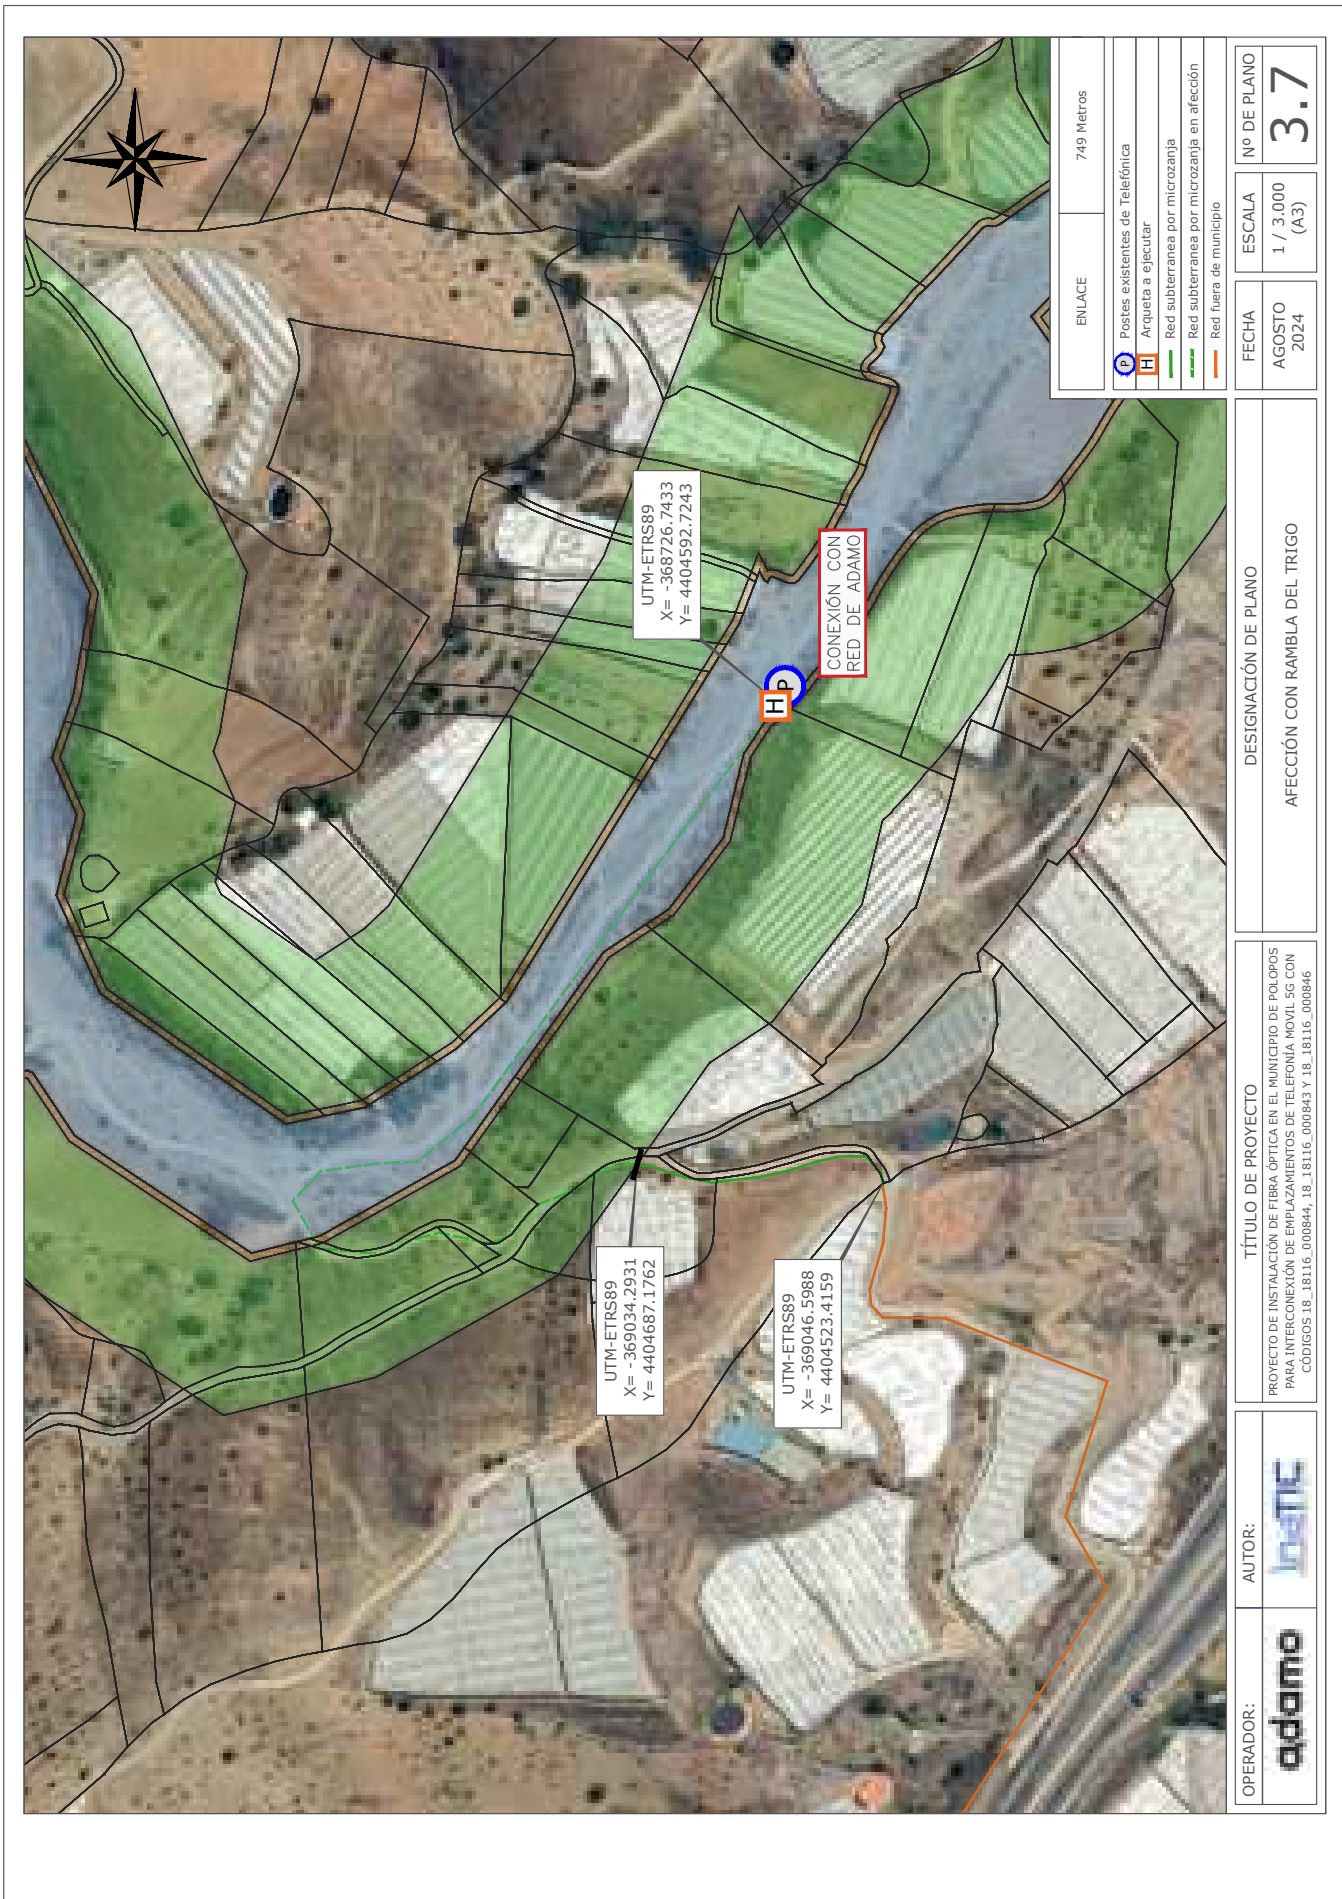 UTM-ETRS89
X= -368726.7433
Y= 4404592.7243
CONEXIÓN CON
RED DE ADAMO
H
P
UTM-ETRS89
X= -369034.2931
Y= 4404687.1762
UTM-ETRS89
X= -369046.5988
Y= 4404523.4159
ENLACE
749 Metros
P
Postes existentes de Telefónica
H
Arqueta a ejecutar
Red subterranea por microzanja
Red subterranea por microzanja en afección
Red fuera de municipio
OPERADOR:
adamo
AUTOR:
InsTIC
TÍTULO DE PROYECTO
PROYECTO DE INSTALACIÓN DE FIBRA ÓPTICA EN EL MUNICIPIO DE POLOPOS
PARA INTERCONEXIÓN DE EMPLAZAMIENTOS DE TELEFONÍA MOVIL 5G CON
CÓDIGOS 18_18116_000844, 18_18116_000843 Y 18_18116_000846
DESIGNACIÓN DE PLANO
AFECCIÓN CON RAMBLA DEL TRIGO
FECHA
AGOSTO
2024
ESCALA
1 / 3.000
(A3)
Nº DE PLANO
3.7